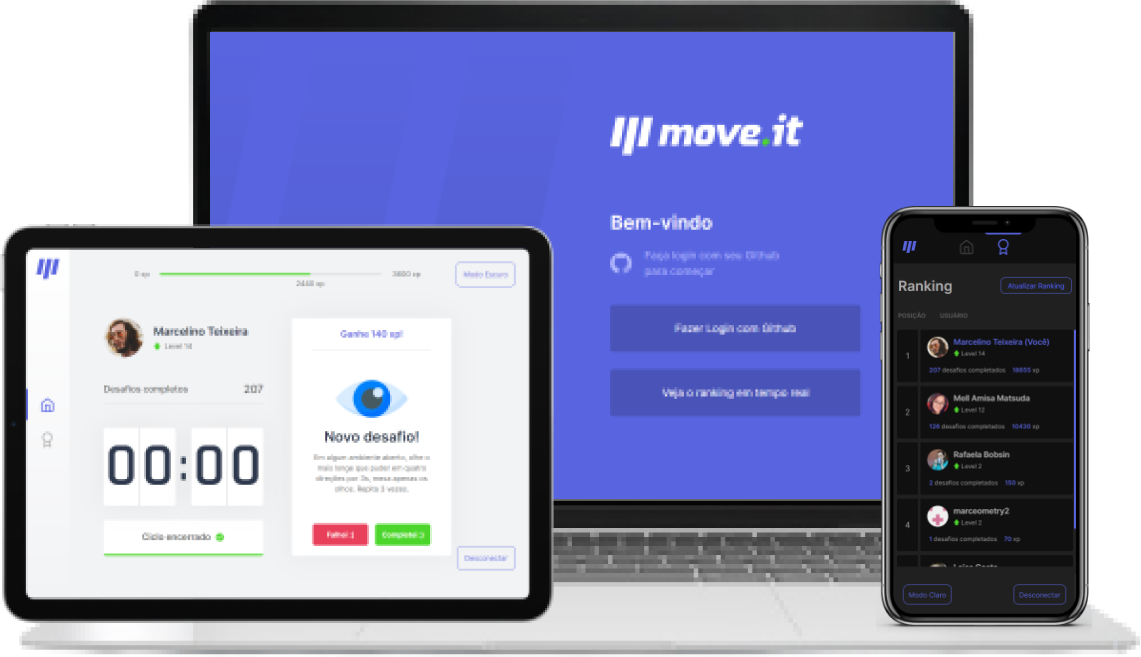 move.it
Bem-vindo
Faça login com seu Github
para começar
Fazer Login com Github
Veja o ranking em tempo real
0 xp
3600 xp
2440 xp
Modo Escuro
Marcelino Teixeira
Level 14
Desafios completos 207
00:00
Ciclo encerrado
Ganhe 140 xp!
Novo desafio!
Em algum ambiente aberto, olhe o
mais longe que puder em quatro
direções por 3s, mexa apenas os
olhos. Repita 3 vezes.
Falhei :(
Completei :)
Desconectar
Ranking
Atualizar Ranking
POSIÇÃO USUÁRIO
1
Marcelino Teixeira (Você)
Level 14
207 desafios completados 18855 xp
2
Mell Amisa Matsuda
Level 12
128 desafios completados 10430 xp
3
Rafaela Bobsin
Level 2
2 desafios completados 150 xp
4
marceometry2
Level 2
1 desafios completados 70 xp
Modo Claro
Desconectar